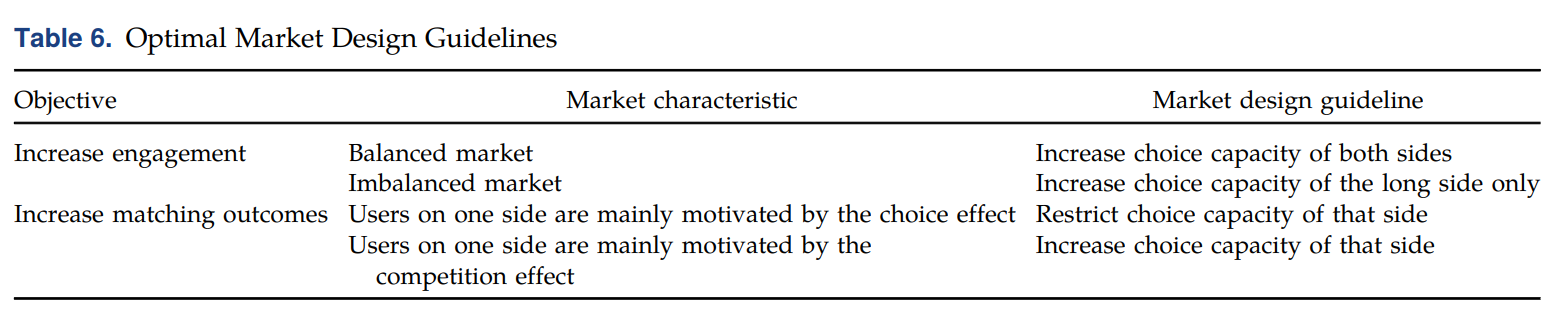 Table 6. Optimal Market Design Guidelines
Objective Market characteristic Market design guideline
Increase engagement Balanced market Increase choice capacity of both sides
Imbalanced market Increase choice capacity of the long side only
Increase matching outcomes Users on one side are mainly motivated by the choice effect Restrict choice capacity of that side
Users on one side are mainly motivated by the Increase choice capacity of that side
competition effect